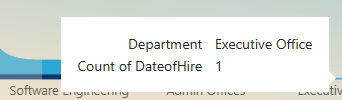 Department Executive Office
Count of DateofHire 1
Software Engineering Admin Offices